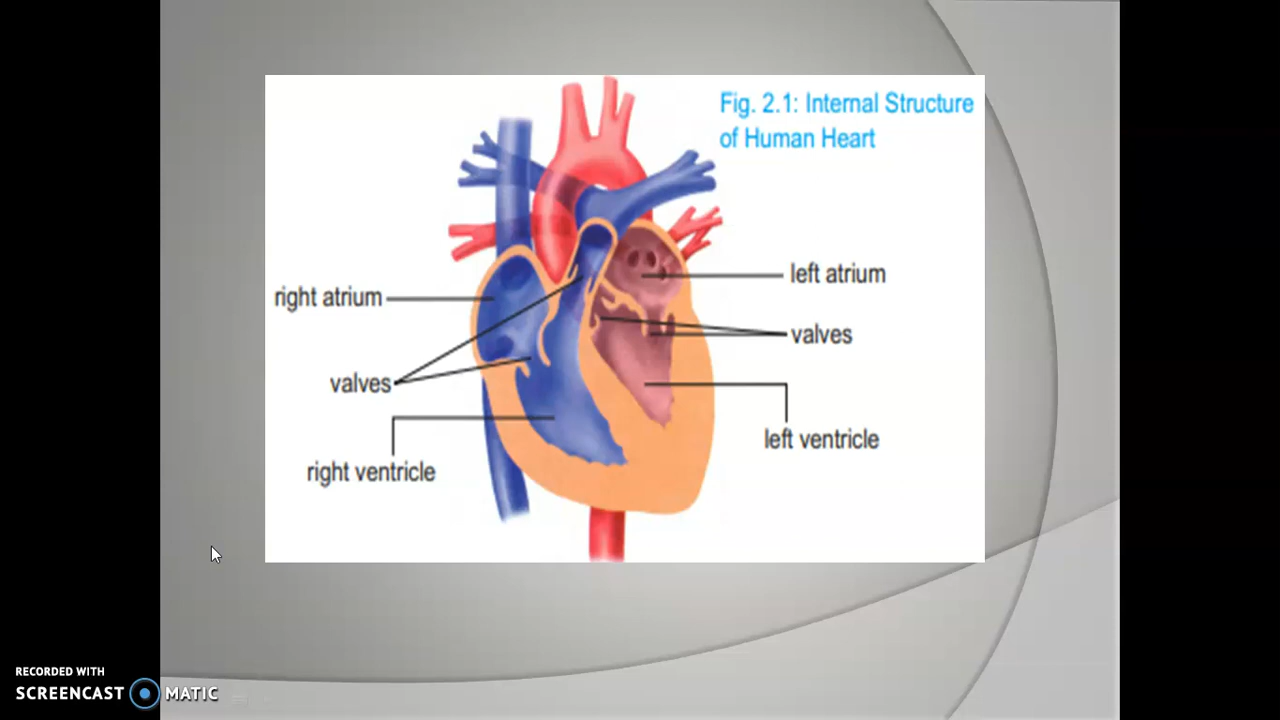 Fig. 2.1: Internal Structure
of Human Heart
left atrium
right atrium
valves
valves
left ventricle
right ventricle
RECORDED WITH
SCREENCAST MATIC